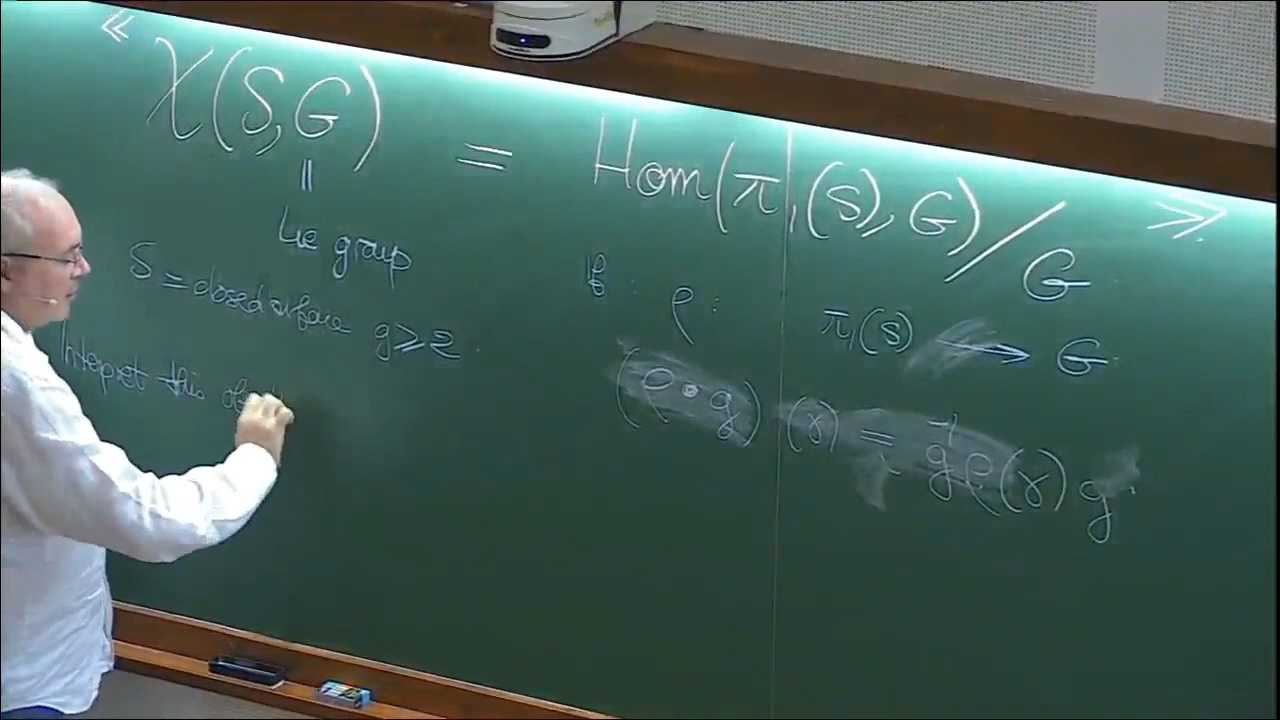 « χ(S,G) = Hom(π₁(S), G)/G »
||
Lie group
S = closed surface g ≥ 2.
Interpret this
If : ρ : π₁(S) → G
(ρ • g) (γ) = g⁻¹ρ(γ) g.